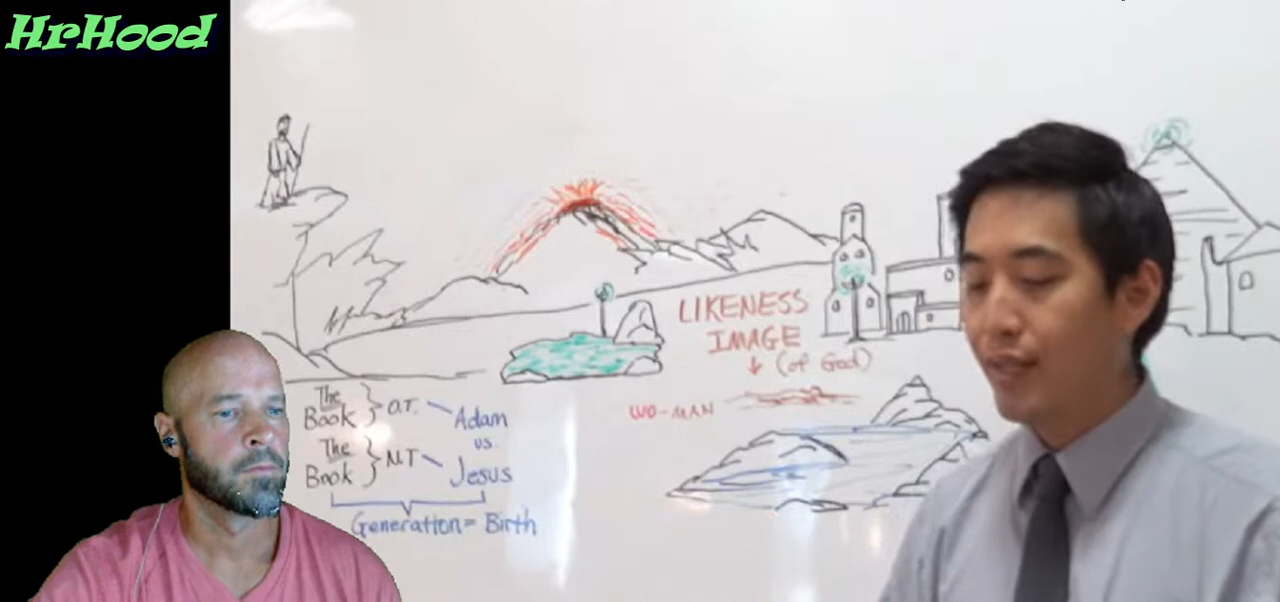 HrHood
LIKENESS
IMAGE
(of God)
WO-MAN
The
Book
O.T.
Adam
vs.
The
Book
N.T
Jesus
Generation = Birth